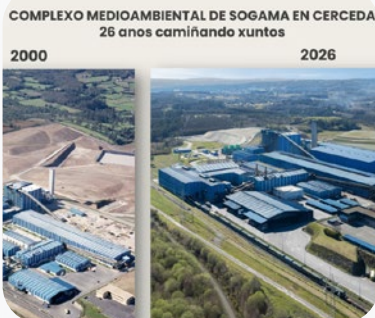 COMPLEXO MEDIOAMBIENTAL DE SOGAMA EN CERCEDA
26 anos camiñando xuntos
2000
2026